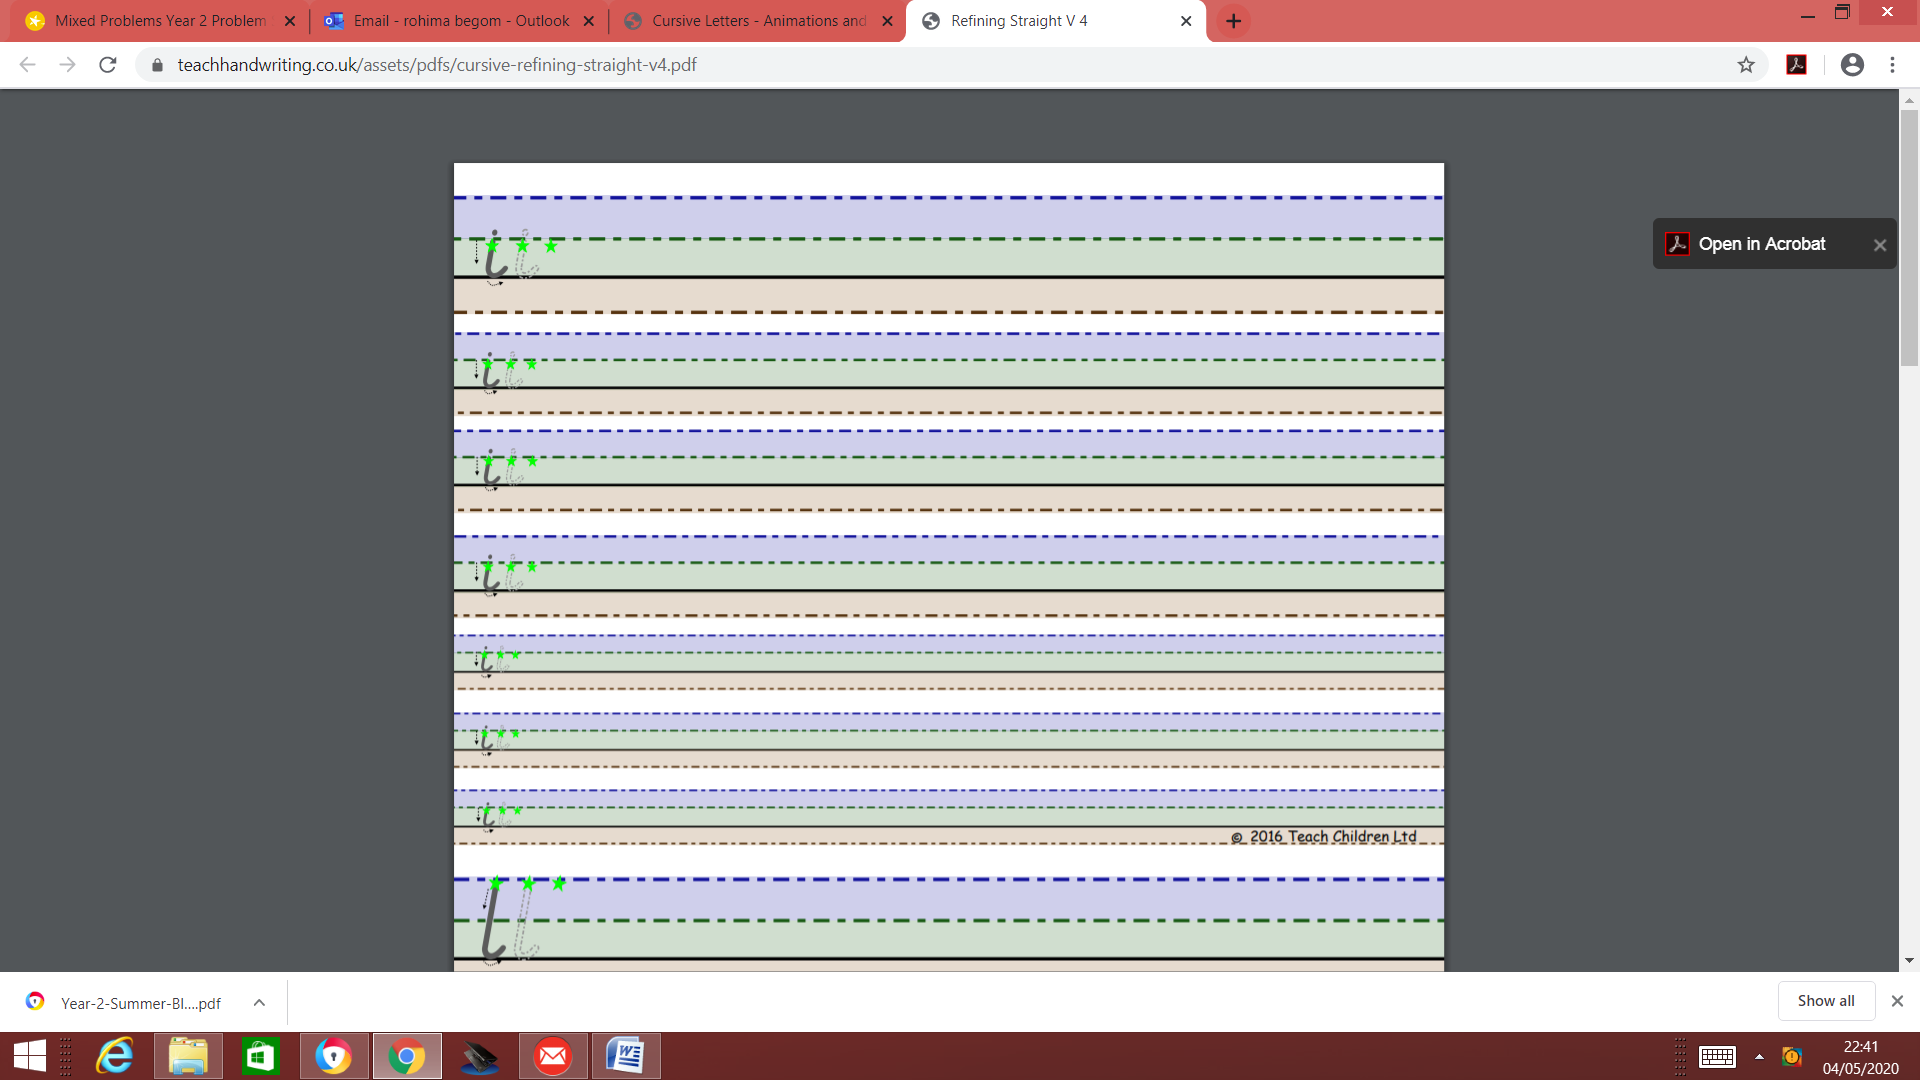 Mixed Problems Year 2 Problem
Email - rohima begom - Outlook
Cursive Letters - Animations and
Refining Straight V 4
teachhandwriting.co.uk/assets/pdfs/cursive-refining-straight-v4.pdf
Open in Acrobat
i i
i i
i i
i i
i i
i i
i i
© 2016 Teach Children Ltd
l l
Year-2-Summer-Bl....pdf
Show all
22:41
04/05/2020